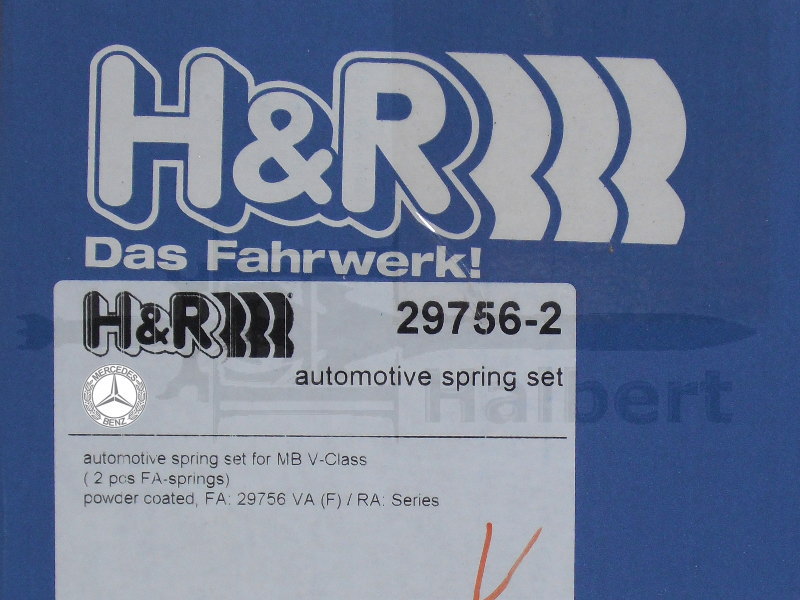 H&R
Das Fahrwerk!
H&R 29756-2
automotive spring set
MERCEDES
BENZ
Halbert
automotive spring set for MB V-Class
( 2 pcs FA-springs)
powder coated, FA: 29756 VA (F) / RA: Series